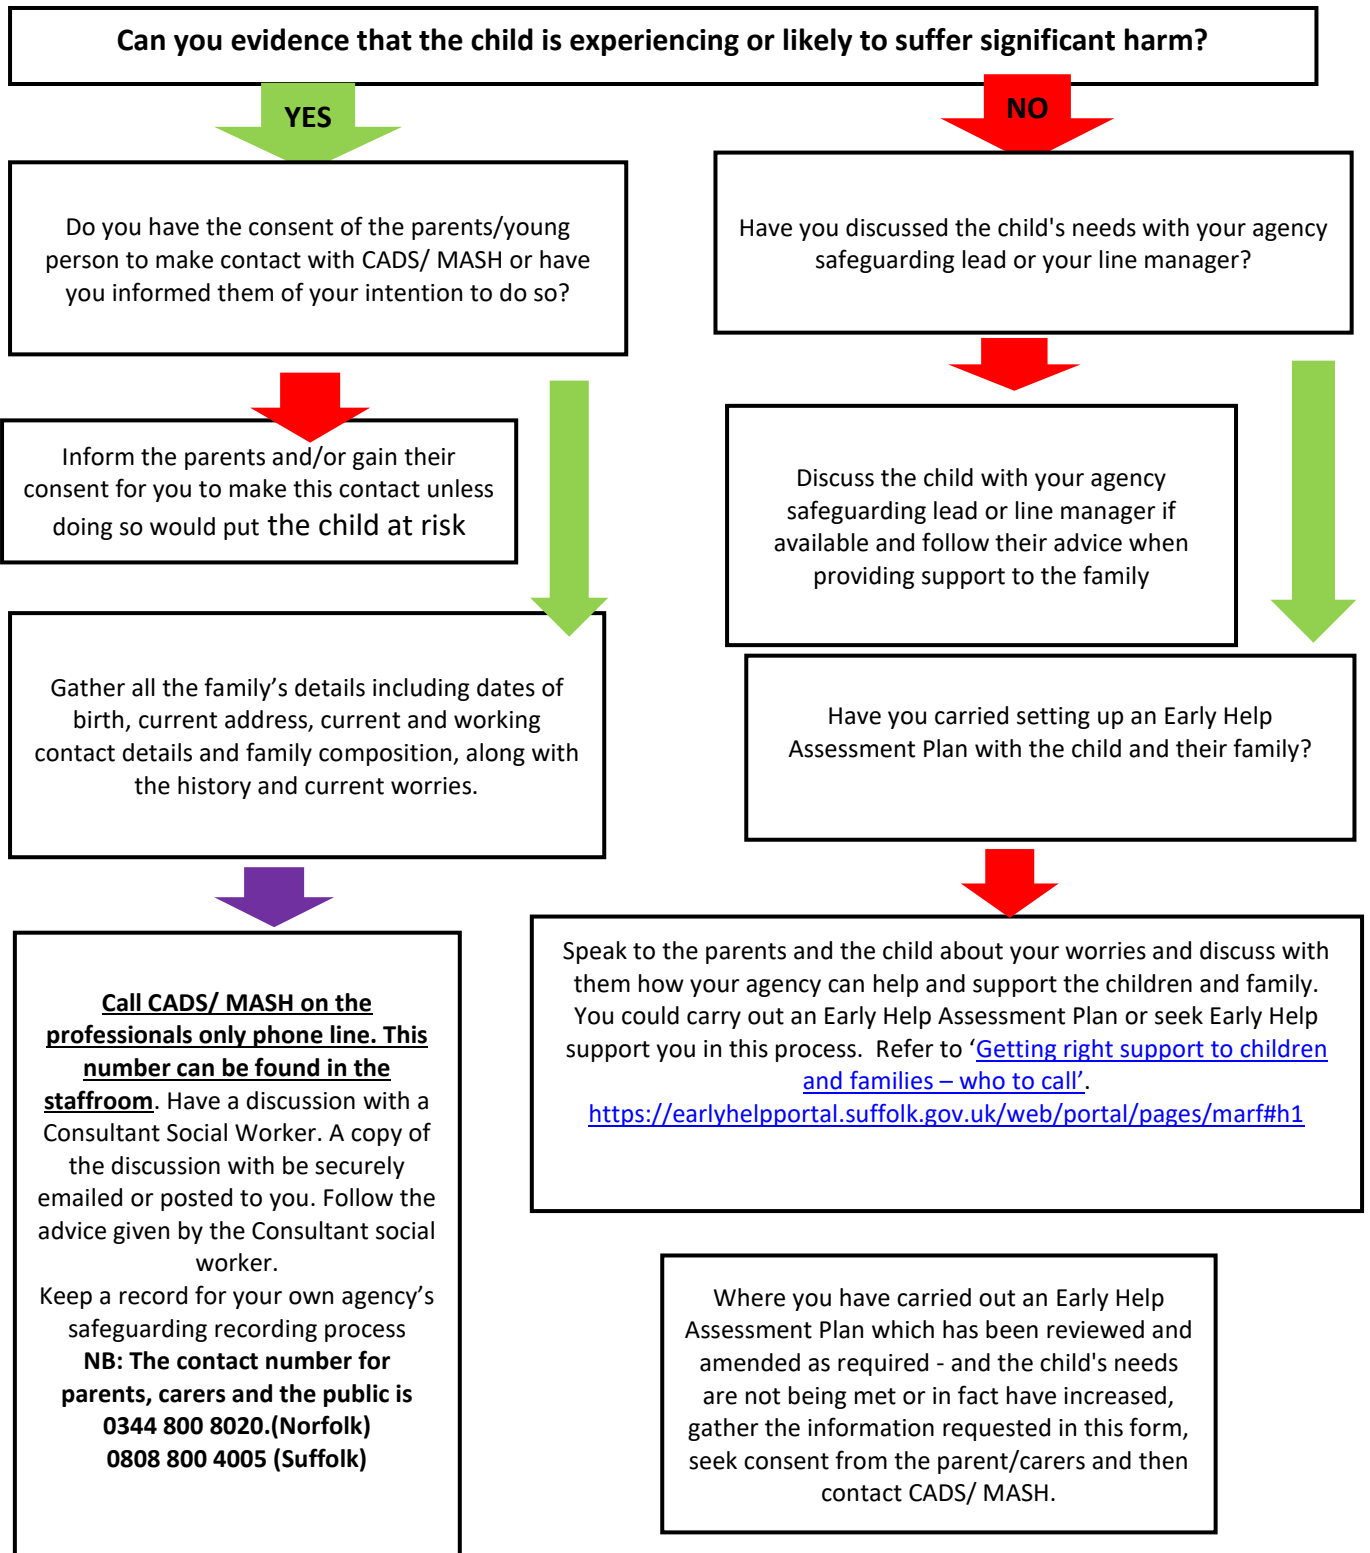 Can you evidence that the child is experiencing or likely to suffer significant harm?
YES
NO
Do you have the consent of the parents/young
person to make contact with CADS/ MASH or have
you informed them of your intention to do so?
Have you discussed the child's needs with your agency
safeguarding lead or your line manager?
Inform the parents and/or gain their
consent for you to make this contact unless
doing so would put the child at risk
Discuss the child with your agency
safeguarding lead or line manager if
available and follow their advice when
providing support to the family
Gather all the family’s details including dates of
birth, current address, current and working
contact details and family composition, along with
the history and current worries.
Have you carried setting up an Early Help
Assessment Plan with the child and their family?
Call CADS/ MASH on the
professionals only phone line. This
number can be found in the
staffroom. Have a discussion with a
Consultant Social Worker. A copy of
the discussion with be securely
emailed or posted to you. Follow the
advice given by the Consultant social
worker.
Keep a record for your own agency’s
safeguarding recording process
NB: The contact number for
parents, carers and the public is
0344 800 8020.(Norfolk)
0808 800 4005 (Suffolk)
Speak to the parents and the child about your worries and discuss with
them how your agency can help and support the children and family.
You could carry out an Early Help Assessment Plan or seek Early Help
support you in this process.  Refer to ‘Getting right support to children
and families – who to call’.
https://earlyhelpportal.suffolk.gov.uk/web/portal/pages/marf#h1
Where you have carried out an Early Help
Assessment Plan which has been reviewed and
amended as required - and the child's needs
are not being met or in fact have increased,
gather the information requested in this form,
seek consent from the parent/carers and then
contact CADS/ MASH.